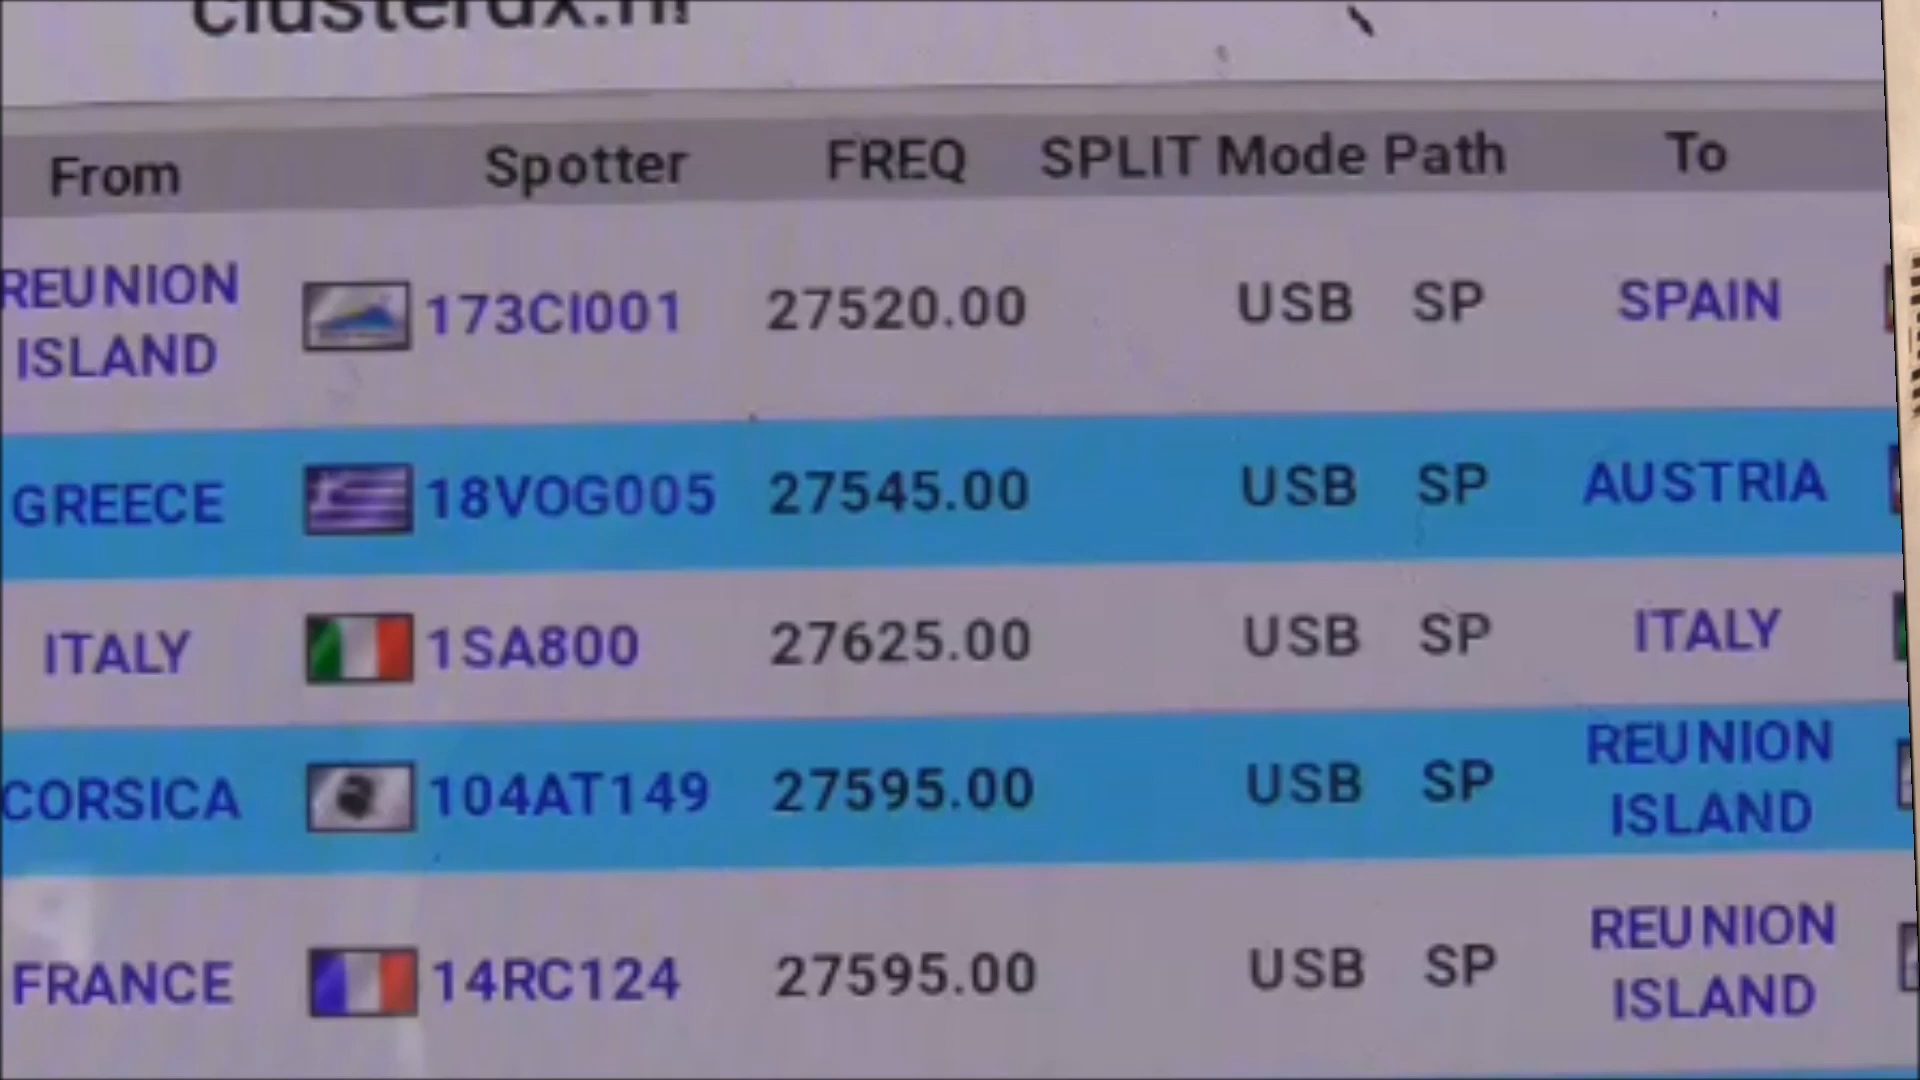 clusterdx.nl
From Spotter FREQ SPLIT Mode Path To
REUNION ISLAND 173CI001 27520.00 USB SP SPAIN
GREECE 18VOG005 27545.00 USB SP AUSTRIA
ITALY 1SA800 27625.00 USB SP ITALY
CORSICA 104AT149 27595.00 USB SP REUNION ISLAND
FRANCE 14RC124 27595.00 USB SP REUNION ISLAND